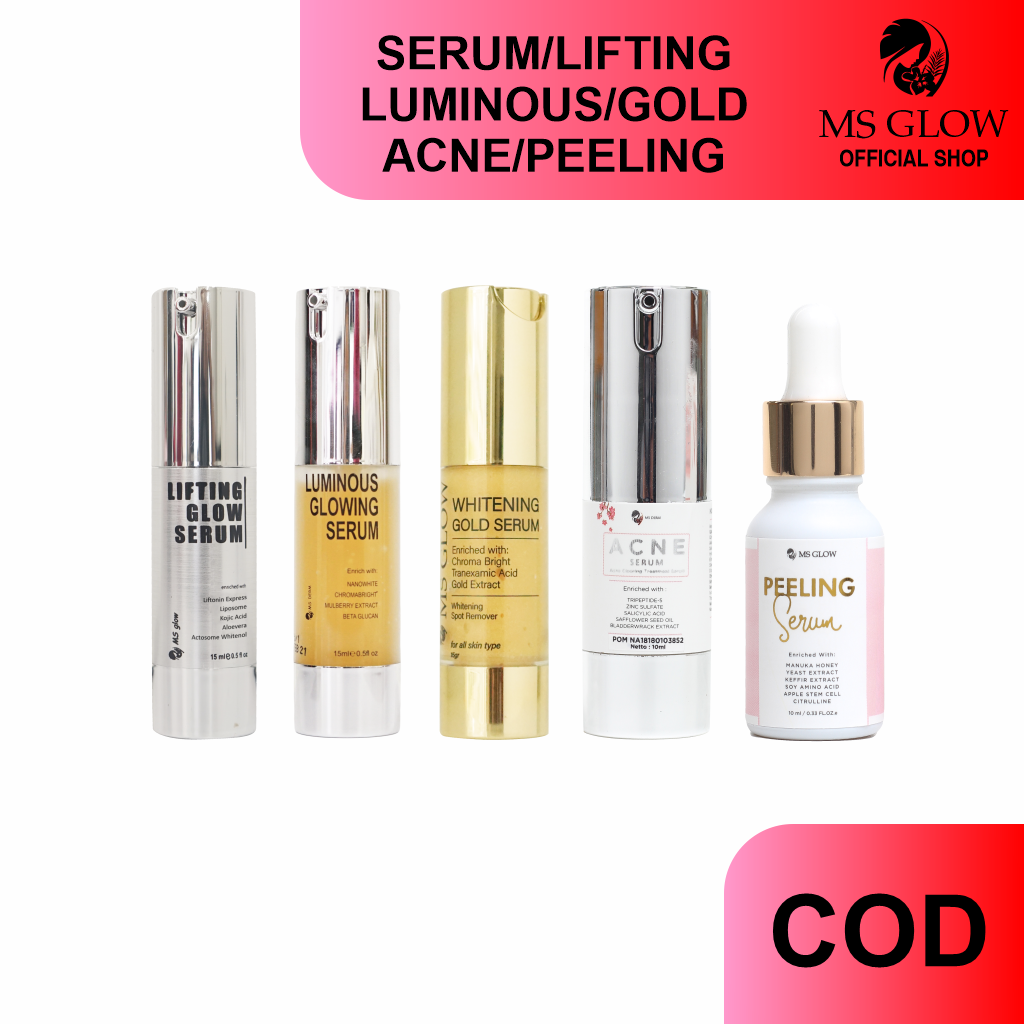 SERUM/LIFTING
LUMINOUS/GOLD
ACNE/PEELING
MS GLOW
OFFICIAL SHOP
LIFTING
GLOW
SERUM
enriched with
Liftonin Express
Liposome
Kojic Acid
Aloevera
Actosome Whitenoil
MS glow
15 ml℮0.5 fl oz
LUMINOUS
GLOWING
SERUM
Enrich with:
NANOWHITE
CHROMABRIGHT
MULBERRY EXTRACT
BETA GLUCAN
15ml℮0.5fl oz
MS GLOW
WHITENING
GOLD SERUM
Enriched with:
Chroma Bright
Tranexamic Acid
Gold Extract
Whitening
Spot Remover
for all skin type
ACNE
SERUM
Enriched with :
TRIPEPTIDE-5
ZINC SULFATE
SALICYLIC ACID
SAFFLOWER SEED OIL
BLADDERWRACK EXTRACT
POM NA18180103852
Netto : 10ml
MS GLOW
PEELING
Serum
Enriched With:
MANUKA HONEY
YEAST EXTRACT
KEFFIR EXTRACT
SOY AMINO ACID
APPLE STEM CELL
CITRULLINE
10 ml / 0.33 FL.OZ.e
COD